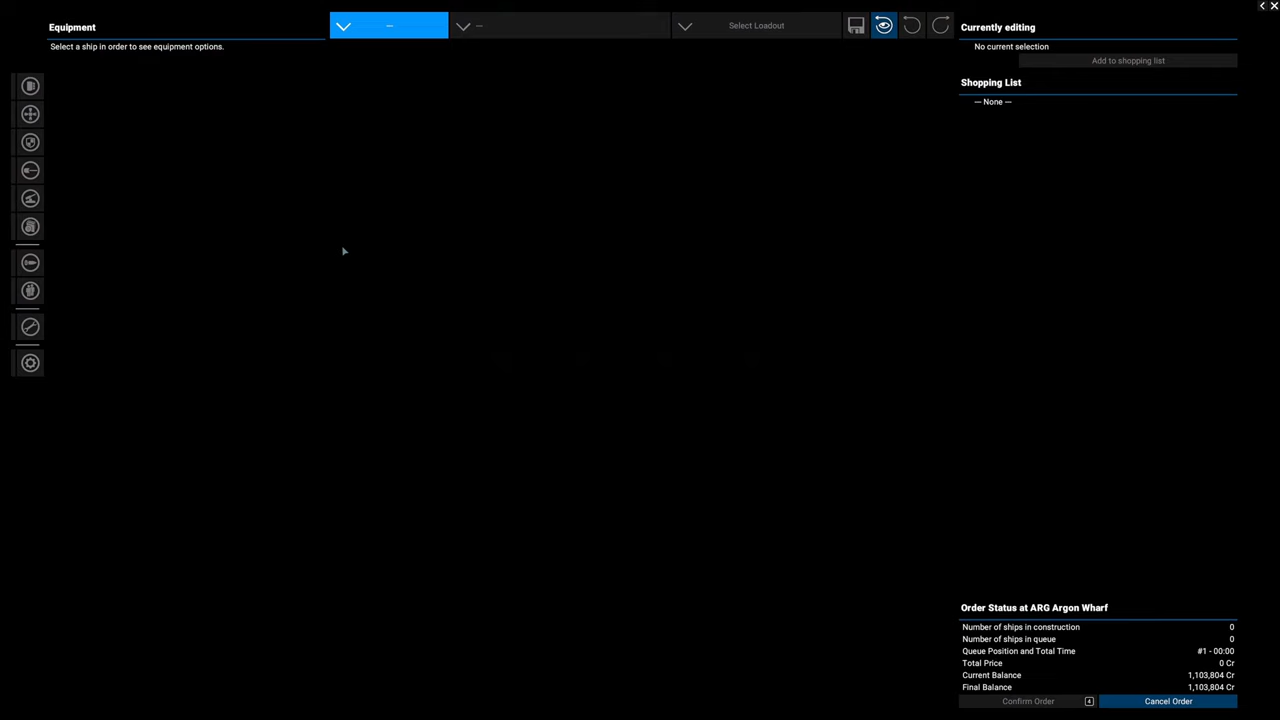 Equipment
Select a ship in order to see equipment options.
—
—
Select Loadout
Currently editing
No current selection
Add to shopping list
Shopping List
— None —
Order Status at ARG Argon Wharf
Number of ships in construction 0
Number of ships in queue 0
Queue Position and Total Time #1 - 00:00
Total Price 0 Cr
Current Balance 1,103,804 Cr
Final Balance 1,103,804 Cr
Confirm Order 4 Cancel Order